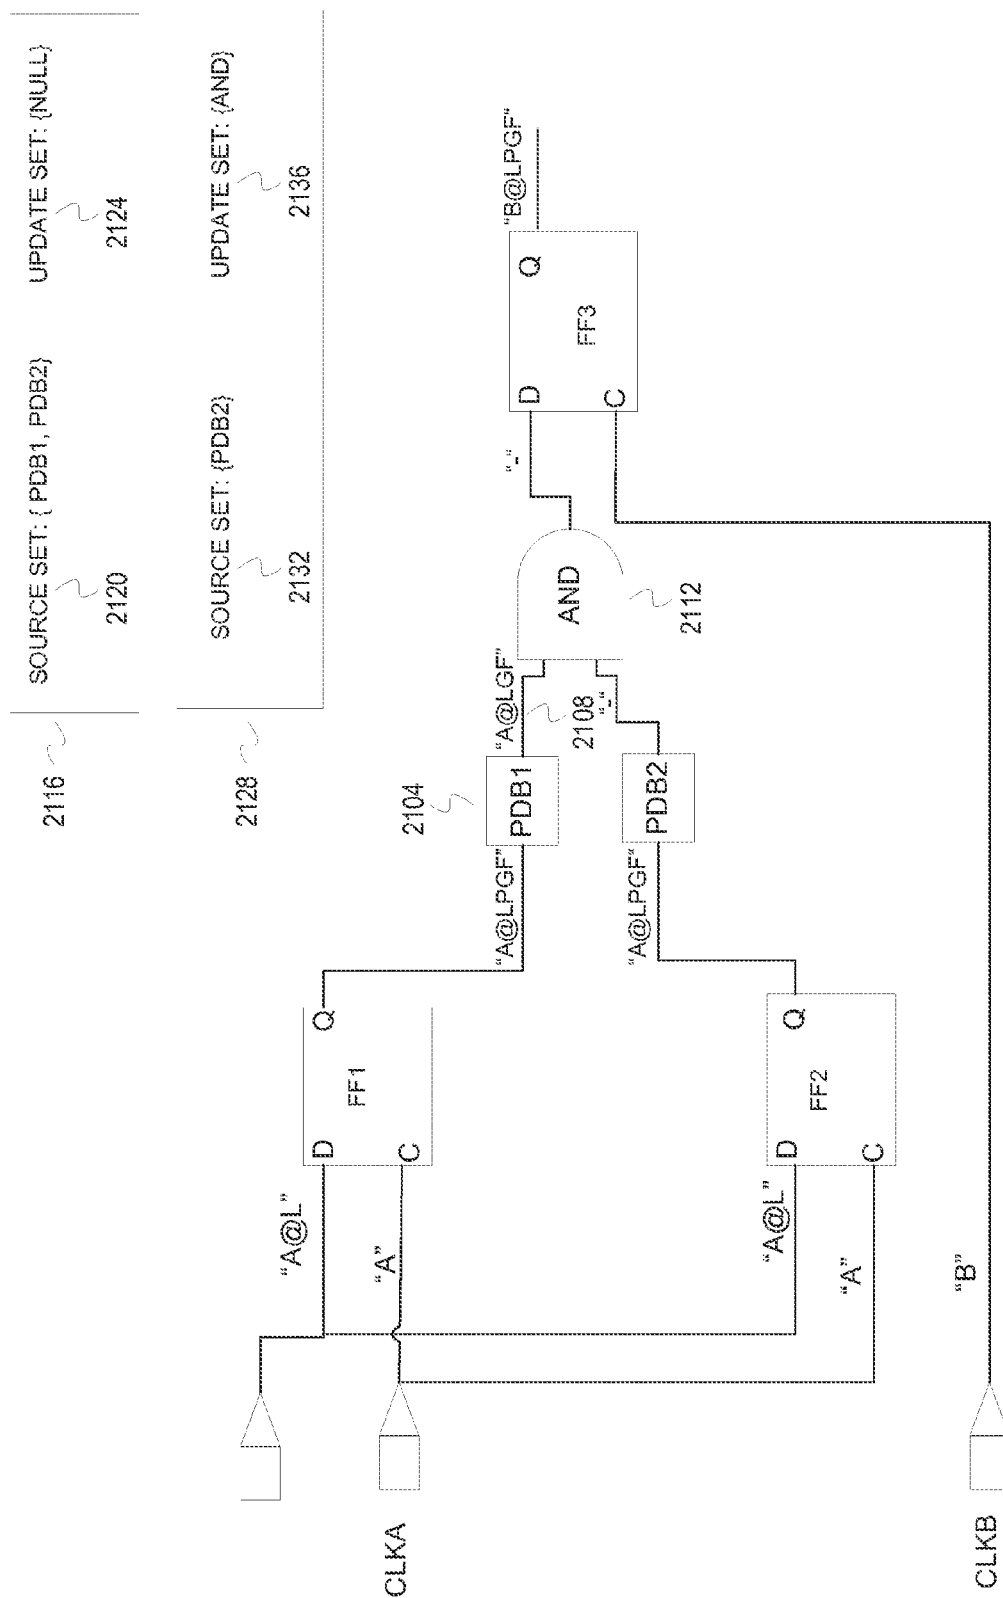 SOURCE SET: { PDB1, PDB2}
UPDATE SET: {NULL}
2120
2124
2116
SOURCE SET: {PDB2}
UPDATE SET: {AND}
2132
2136
2128
"A@L"
D
Q
FF1
"A"
C
CLKA
2104
"A@LPGF"
PDB1
"A@LGF"
2108
"A@LPGF"
PDB2
"-"
AND
2112
"-"
D
Q
"B@LPGF"
FF3
C
"A@L"
D
Q
FF2
"A"
C
"B"
CLKB